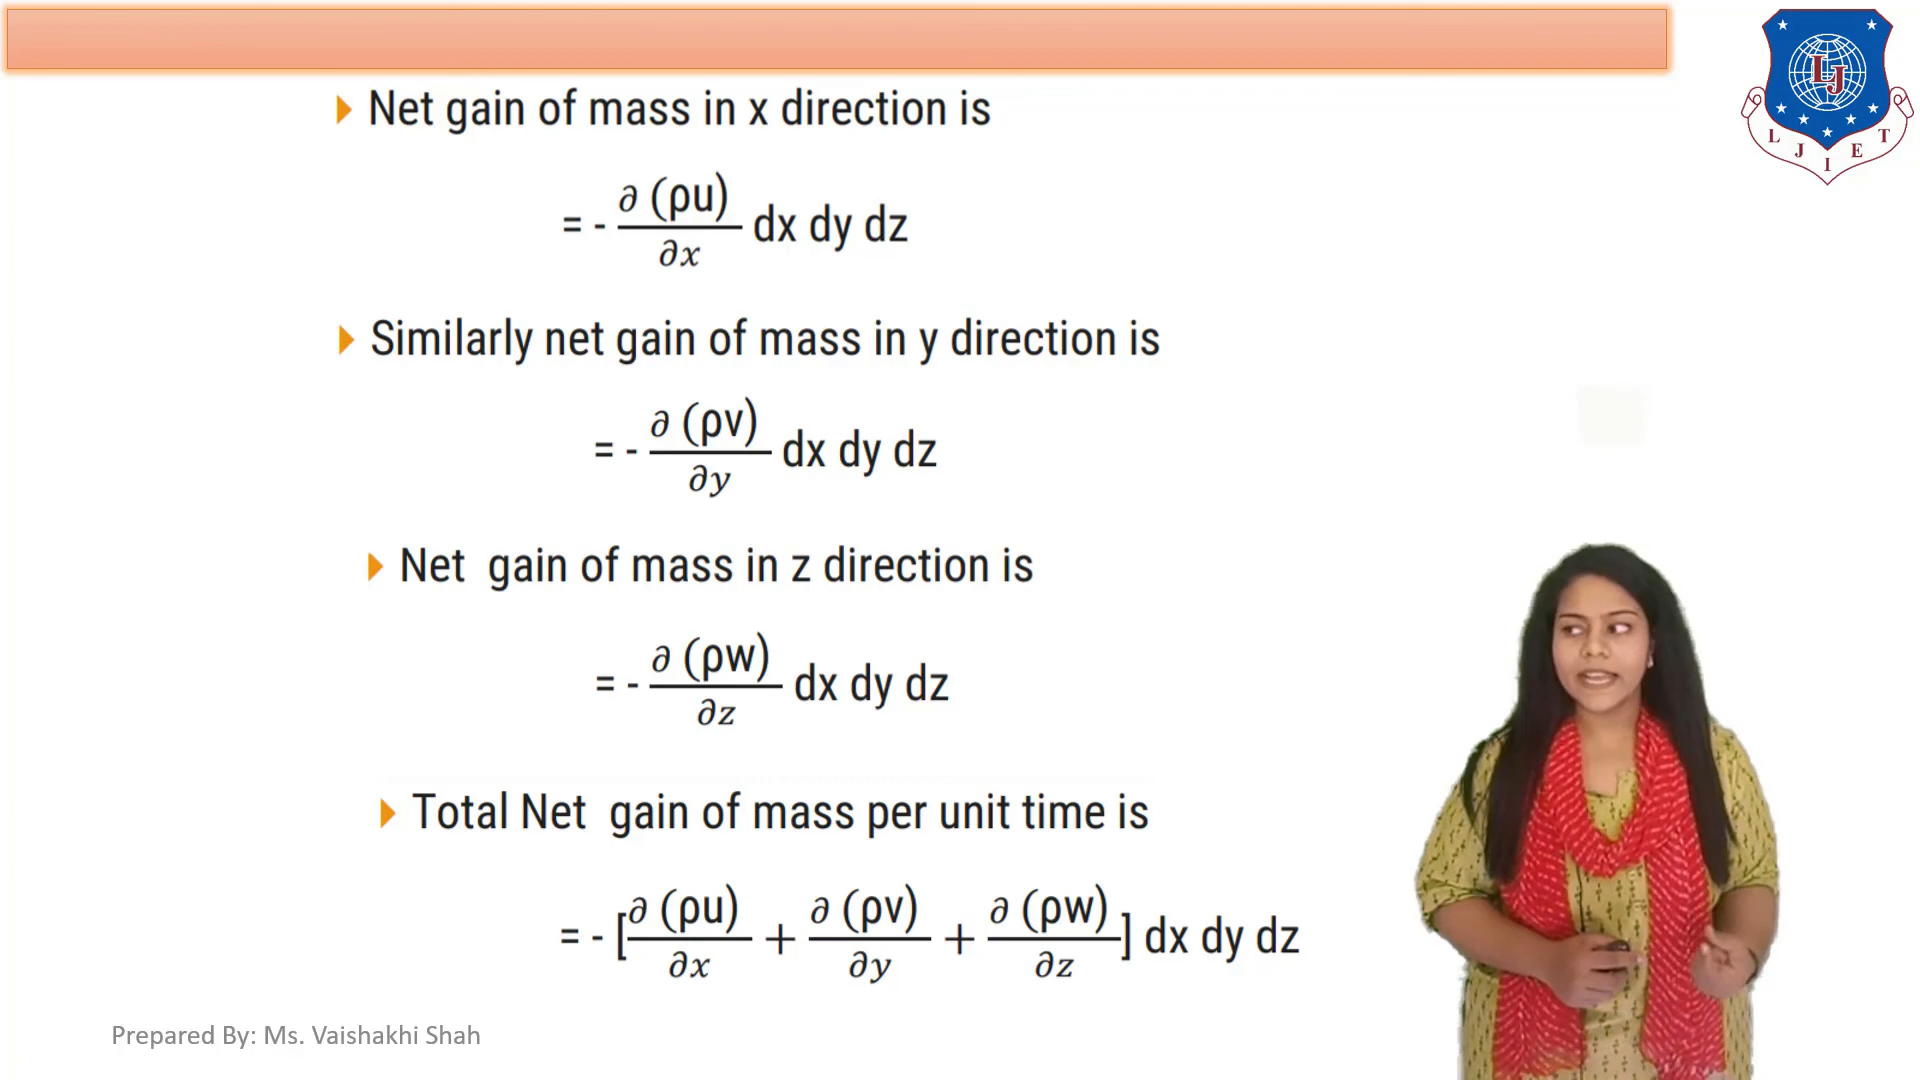 Net gain of mass in x direction is
= - ∂ (ρu)/∂x dx dy dz
Similarly net gain of mass in y direction is
= - ∂ (ρv)/∂y dx dy dz
Net gain of mass in z direction is
= - ∂ (ρw)/∂z dx dy dz
Total Net gain of mass per unit time is
= - [∂ (ρu)/∂x + ∂ (ρv)/∂y + ∂ (ρw)/∂z] dx dy dz
Prepared By: Ms. Vaishakhi Shah
LJ
L J I E T